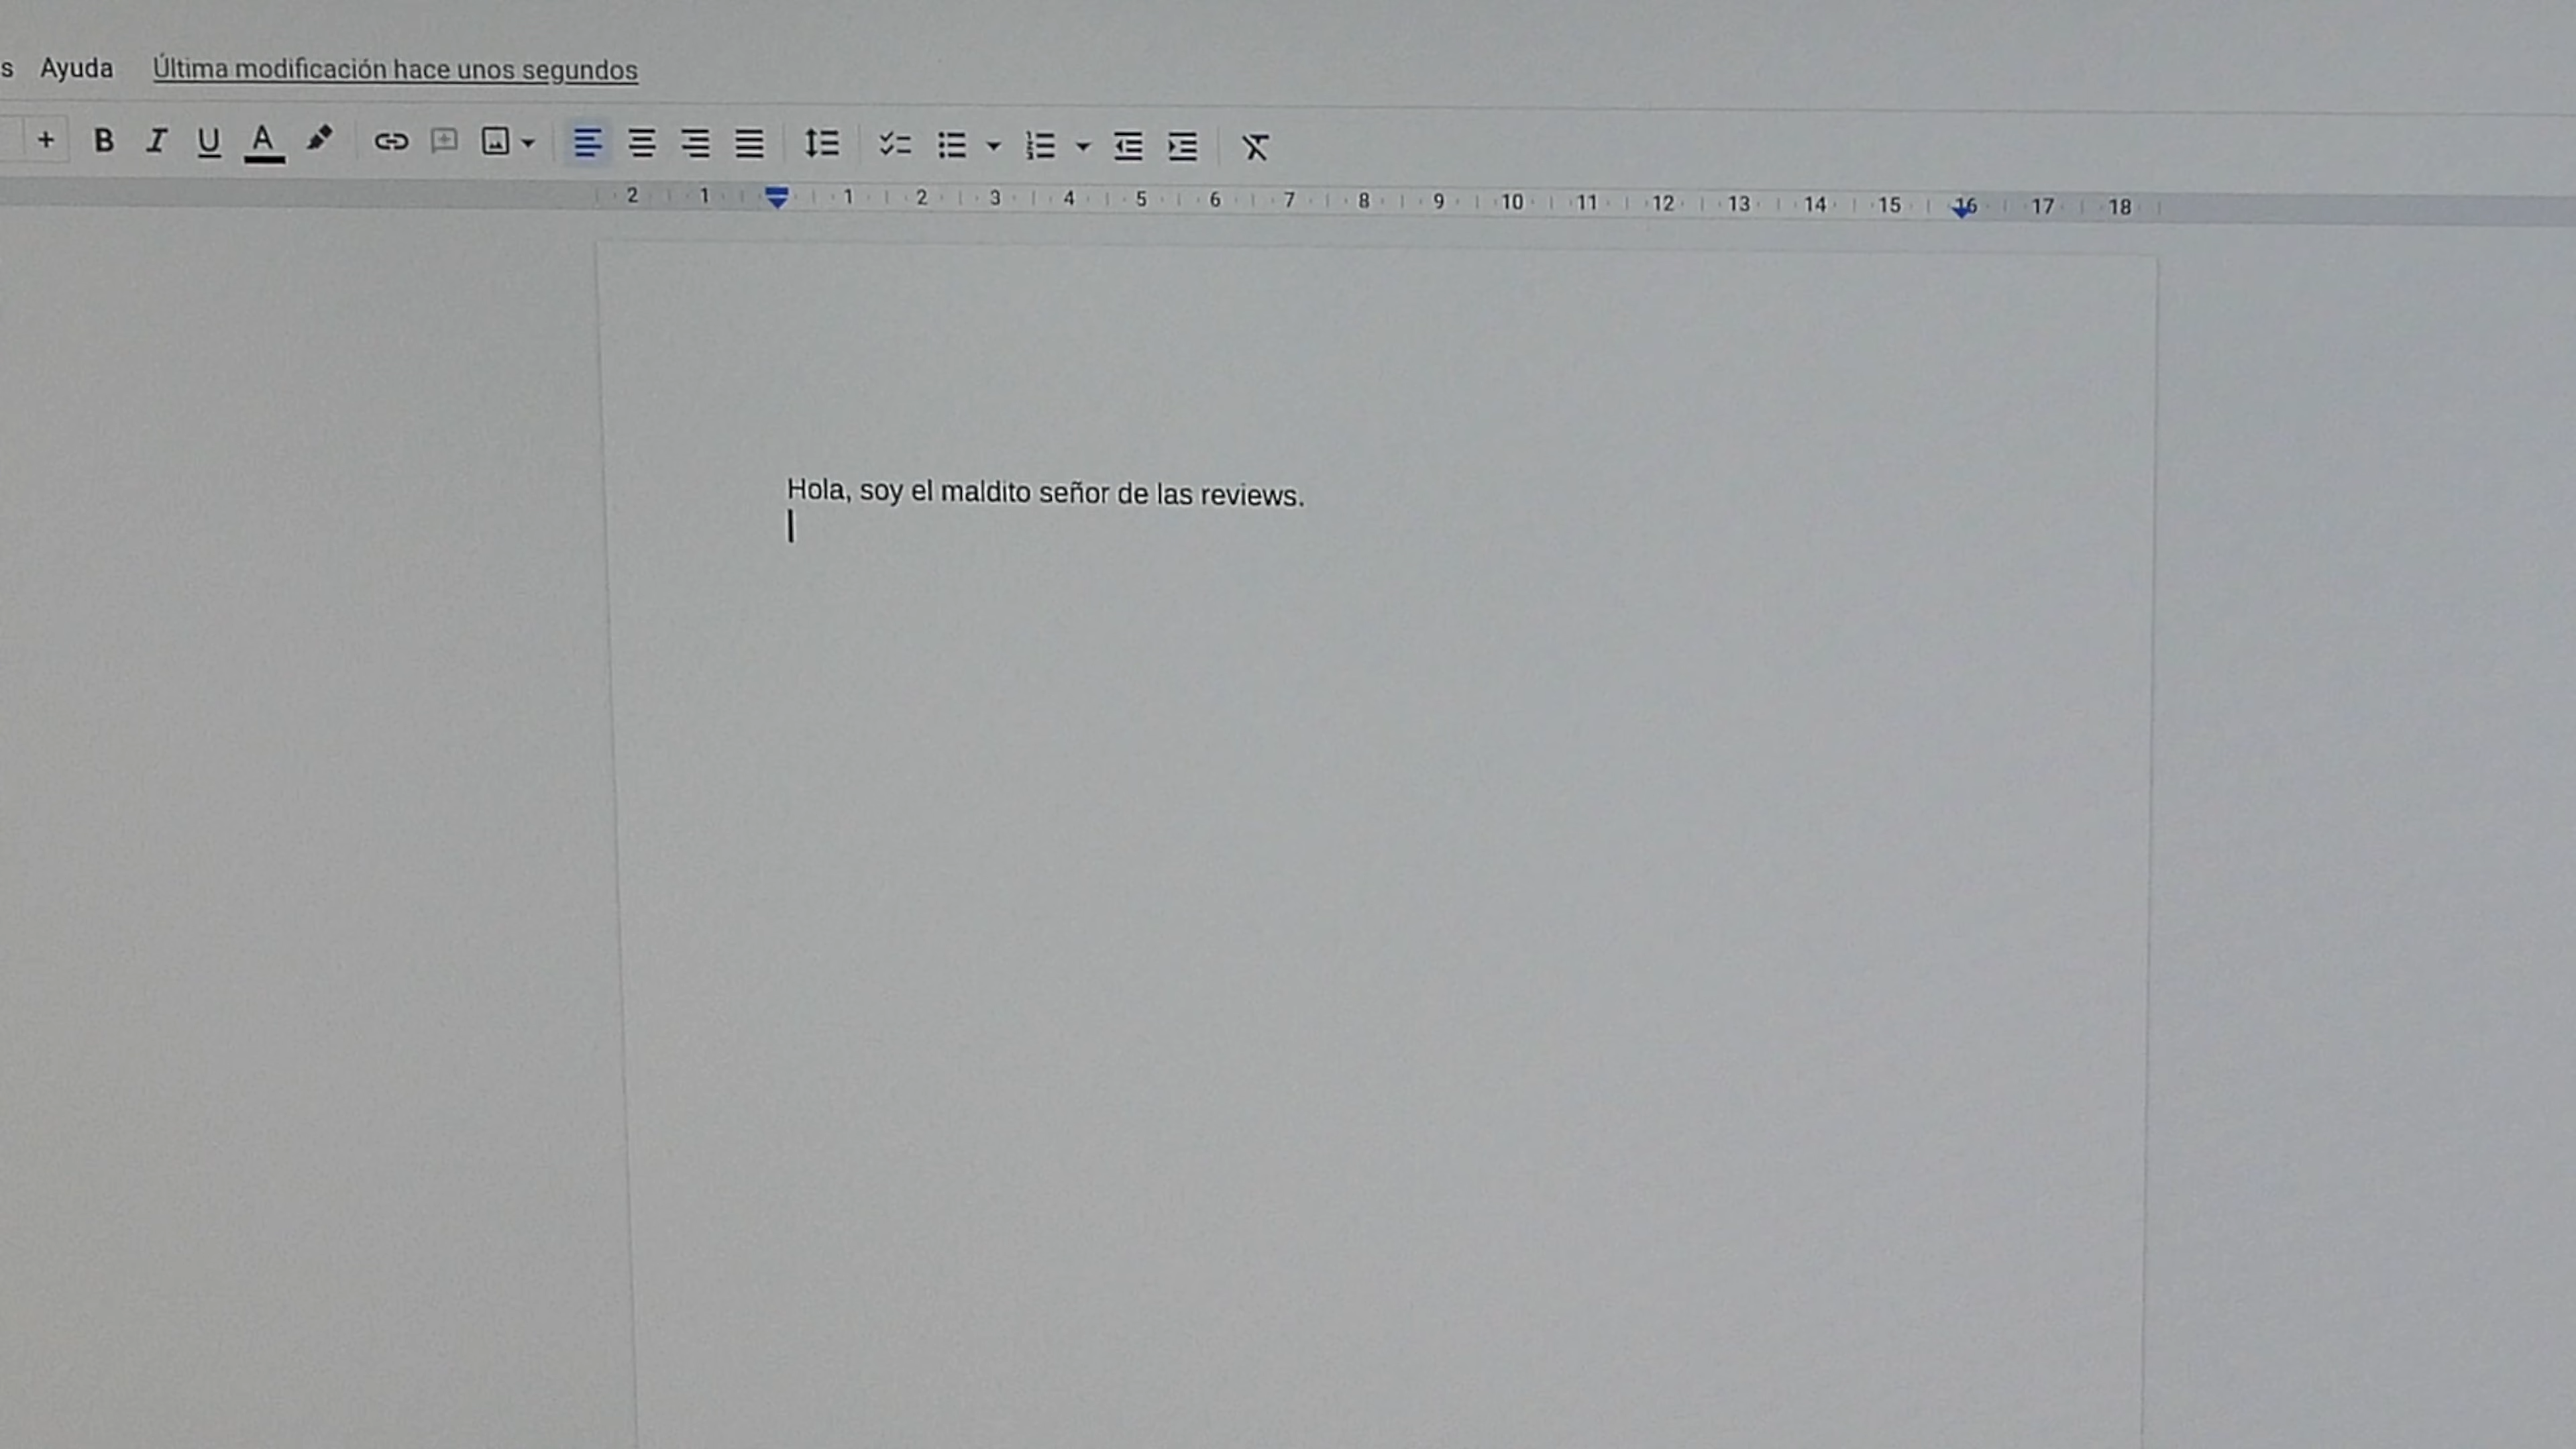 s Ayuda Última modificación hace unos segundos
+ B I U A
2 1 1 2 3 4 5 6 7 8 9 10 11 12 13 14 15 16 17 18
Hola, soy el maldito señor de las reviews.